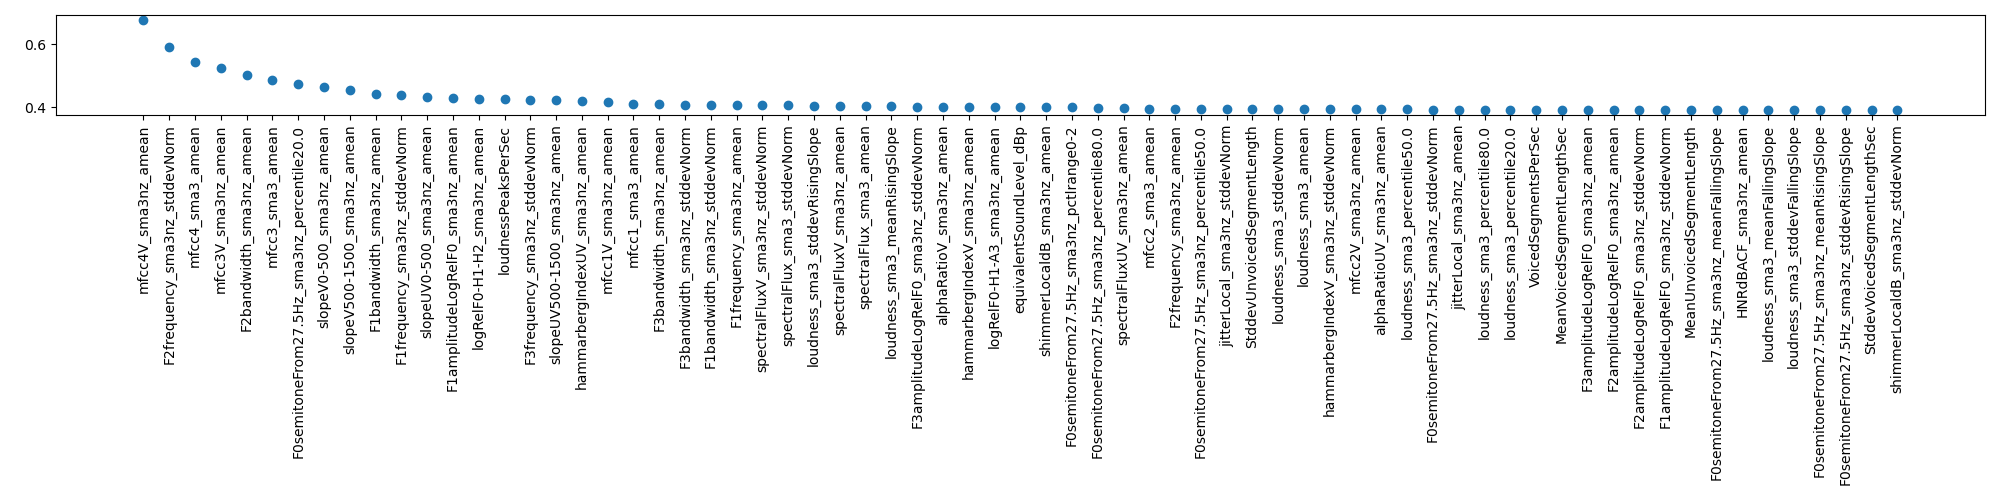 0.6
0.4
mfcc4V_sma3nz_amean
F2frequency_sma3nz_stddevNorm
mfcc4_sma3_amean
mfcc3V_sma3nz_amean
F2bandwidth_sma3nz_amean
mfcc3_sma3_amean
F0semitoneFrom27.5Hz_sma3nz_percentile20.0
slopeV0-500_sma3nz_amean
slopeV500-1500_sma3nz_amean
F1bandwidth_sma3nz_amean
F1frequency_sma3nz_stddevNorm
slopeUV0-500_sma3nz_amean
F1amplitudeLogRelF0_sma3nz_amean
logRelF0-H1-H2_sma3nz_amean
loudnessPeaksPerSec
F3frequency_sma3nz_stddevNorm
slopeUV500-1500_sma3nz_amean
hammarbergIndexUV_sma3nz_amean
mfcc1V_sma3nz_amean
mfcc1_sma3_amean
F3bandwidth_sma3nz_amean
F3bandwidth_sma3nz_stddevNorm
F1bandwidth_sma3nz_stddevNorm
F1frequency_sma3nz_amean
spectralFluxV_sma3nz_stddevNorm
spectralFlux_sma3_stddevNorm
loudness_sma3_stddevRisingSlope
spectralFluxV_sma3nz_amean
spectralFlux_sma3_amean
loudness_sma3_meanRisingSlope
F3amplitudeLogRelF0_sma3nz_stddevNorm
alphaRatioV_sma3nz_amean
hammarbergIndexV_sma3nz_amean
logRelF0-H1-A3_sma3nz_amean
equivalentSoundLevel_dBp
shimmerLocaldB_sma3nz_amean
F0semitoneFrom27.5Hz_sma3nz_pctlrange0-2
F0semitoneFrom27.5Hz_sma3nz_percentile80.0
spectralFluxUV_sma3nz_amean
mfcc2_sma3_amean
F2frequency_sma3nz_amean
F0semitoneFrom27.5Hz_sma3nz_percentile50.0
jitterLocal_sma3nz_stddevNorm
StddevUnvoicedSegmentLength
loudness_sma3_stddevNorm
loudness_sma3_amean
hammarbergIndexV_sma3nz_stddevNorm
mfcc2V_sma3nz_amean
alphaRatioUV_sma3nz_amean
loudness_sma3_percentile50.0
F0semitoneFrom27.5Hz_sma3nz_stddevNorm
jitterLocal_sma3nz_amean
loudness_sma3_percentile80.0
loudness_sma3_percentile20.0
VoicedSegmentsPerSec
MeanVoicedSegmentLengthSec
F3amplitudeLogRelF0_sma3nz_amean
F2amplitudeLogRelF0_sma3nz_amean
F2amplitudeLogRelF0_sma3nz_stddevNorm
F1amplitudeLogRelF0_sma3nz_stddevNorm
MeanUnvoicedSegmentLength
F0semitoneFrom27.5Hz_sma3nz_meanFallingSlope
HNRdBACF_sma3nz_amean
loudness_sma3_meanFallingSlope
loudness_sma3_stddevFallingSlope
F0semitoneFrom27.5Hz_sma3nz_meanRisingSlope
F0semitoneFrom27.5Hz_sma3nz_stddevRisingSlope
StddevVoicedSegmentLengthSec
shimmerLocaldB_sma3nz_stddevNorm